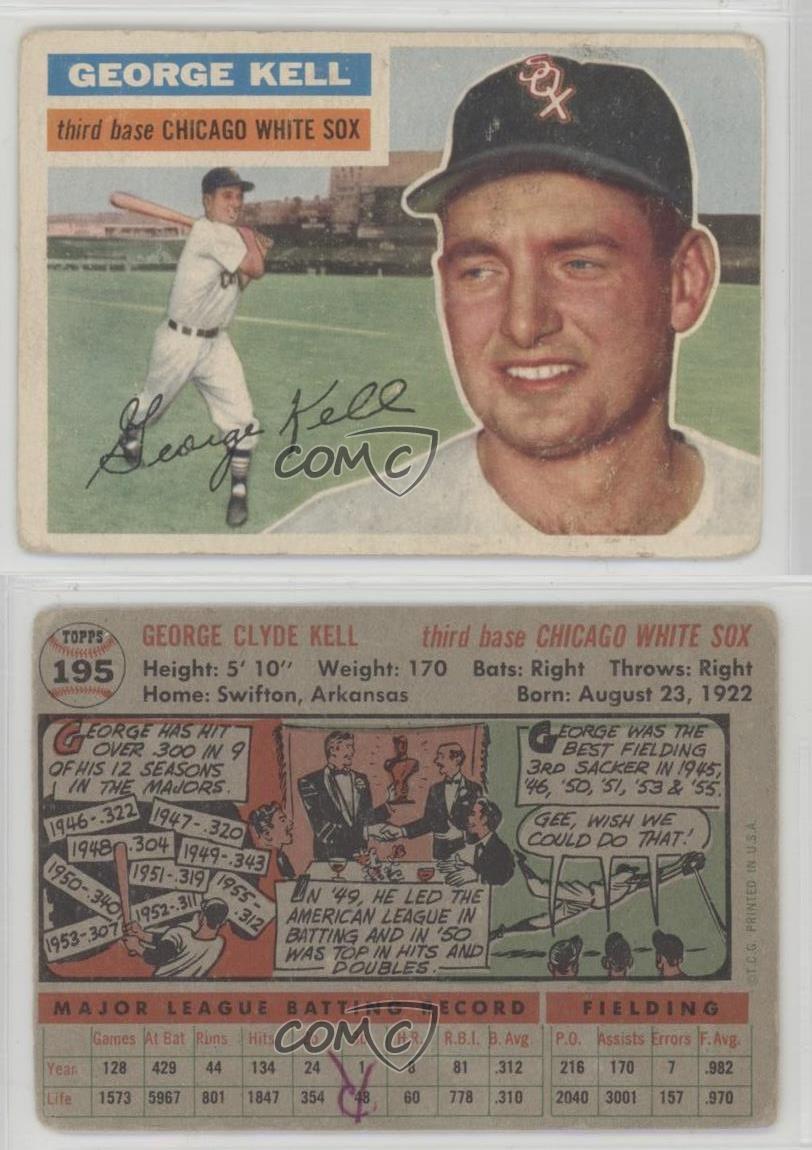 GEORGE KELL
third base CHICAGO WHITE SOX
SOX
George Kell
COMC
TOPPS
195
GEORGE CLYDE KELL third base CHICAGO WHITE SOX
Height: 5' 10" Weight: 170 Bats: Right Throws: Right
Home: Swifton, Arkansas Born: August 23, 1922
GEORGE HAS HIT
OVER .300 IN 9
OF HIS 12 SEASONS
IN THE MAJORS.
1946-.322
1947-.320
1948-.304
1949-.343
1950-.340
1951-.319
1952-.311
1953-.307
1955-.312
IN '49, HE LED THE
AMERICAN LEAGUE IN
BATTING AND IN '50
WAS TOP IN HITS AND
DOUBLES.
GEORGE WAS THE
BEST FIELDING
3RD SACKER IN 1945,
'46, '50, '51, '53 & '55.
GEE, WISH WE
COULD DO THAT!
©T.C.G. PRINTED IN U.S.A.
MAJOR LEAGUE BATTING RECORD FIELDING
Games At Bat Runs Hits H.R. R.B.I. B. Avg. P.O. Assists Errors F. Avg.
Year 128 429 44 134 24 1 8 81 .312 216 170 7 .982
Life 1573 5967 801 1847 354 48 60 778 .310 2040 3001 157 .970
COMC